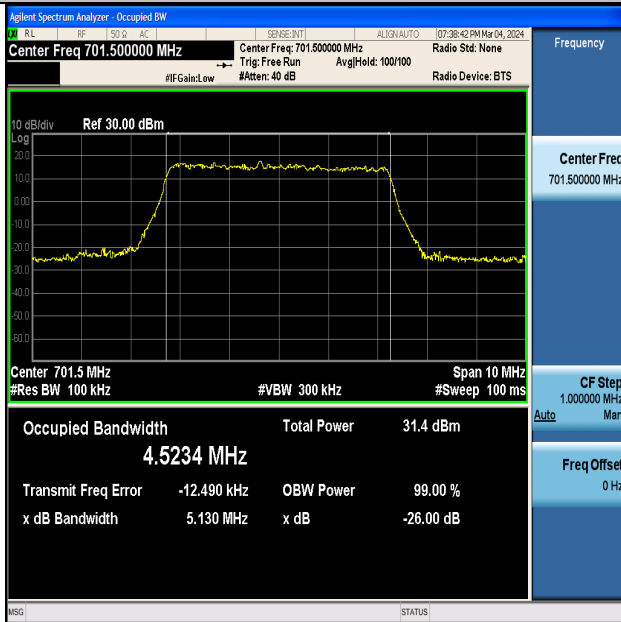 Agilent Spectrum Analyzer - Occupied BW
LXI RL RF 50 Ω AC SENSE:INT ALIGN AUTO 07:38:42 PM Mar 04, 2024
Center Freq 701.500000 MHz
Center Freq: 701.500000 MHz
Radio Std: None
Trig: Free Run Avg|Hold: 100/100
#IFGain:Low #Atten: 40 dB Radio Device: BTS
Frequency
10 dB/div Ref 30.00 dBm
Log
20.0
10.0
0.00
-10.0
-20.0
-30.0
-40.0
-50.0
-60.0
Center 701.5 MHz Span 10 MHz
#Res BW 100 kHz #VBW 300 kHz #Sweep 100 ms
Center Freq
701.500000 MHz
CF Step
1.000000 MHz
Auto Man
Freq Offset
0 Hz
Occupied Bandwidth Total Power 31.4 dBm
4.5234 MHz
Transmit Freq Error -12.490 kHz OBW Power 99.00 %
x dB Bandwidth 5.130 MHz x dB -26.00 dB
MSG STATUS